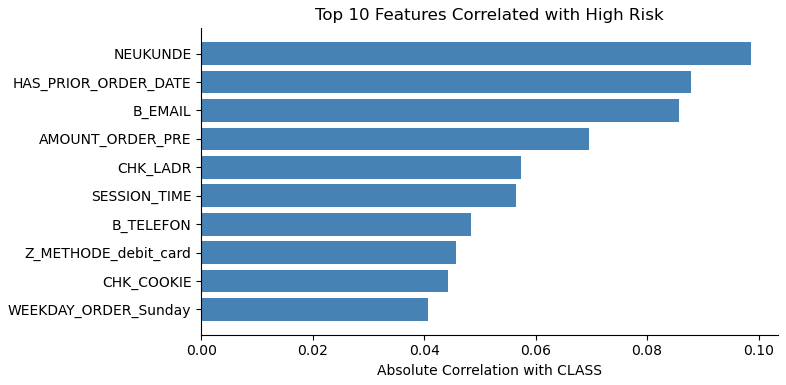 Top 10 Features Correlated with High Risk
NEUKUNDE
HAS_PRIOR_ORDER_DATE
B_EMAIL
AMOUNT_ORDER_PRE
CHK_LADR
SESSION_TIME
B_TELEFON
Z_METHODE_debit_card
CHK_COOKIE
WEEKDAY_ORDER_Sunday
0.00 0.02 0.04 0.06 0.08 0.10
Absolute Correlation with CLASS